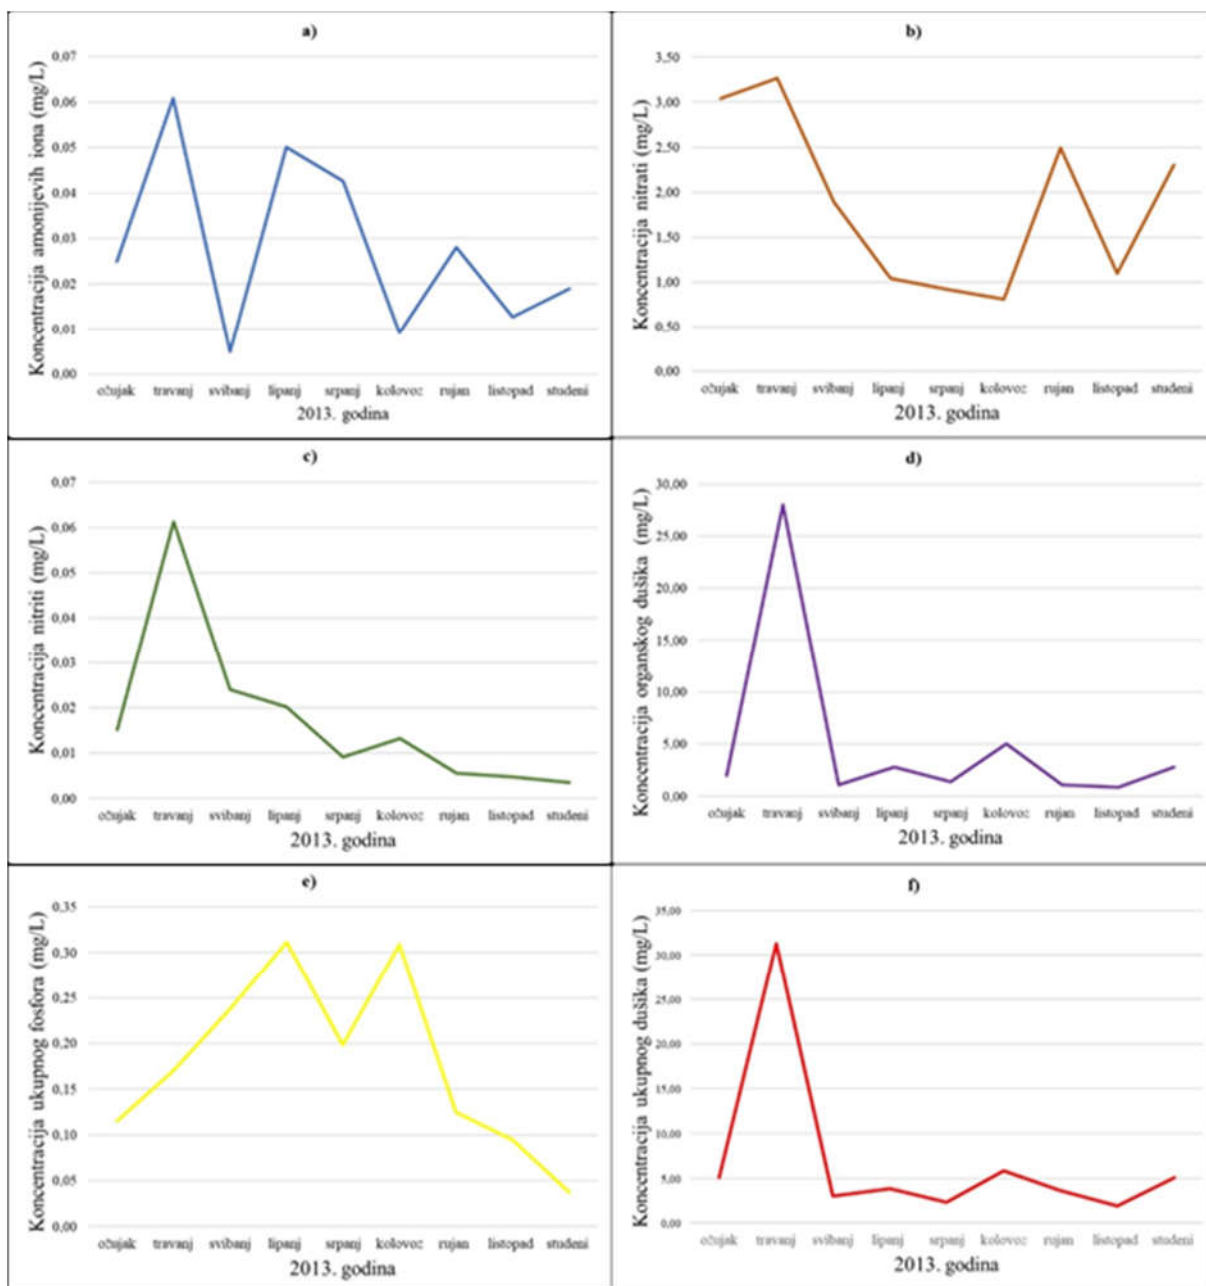 a)
Koncentracija amonijevih iona (mg/L)
0,07
0,06
0,05
0,04
0,03
0,02
0,01
0,00
očujak travanj svibanj lipanj srpanj kolovoz rujan listopad studeni
2013. godina
b)
Koncentracija nitrati (mg/L)
3,50
3,00
2,50
2,00
1,50
1,00
0,50
0,00
očujak travanj svibanj lipanj srpanj kolovoz rujan listopad studeni
2013. godina
c)
Koncentracija nitriti (mg/L)
0,07
0,06
0,05
0,04
0,03
0,02
0,01
0,00
očujak travanj svibanj lipanj srpanj kolovoz rujan listopad studeni
2013. godina
d)
Koncentracija organskog dušika (mg/L)
30,00
25,00
20,00
15,00
10,00
5,00
0,00
očujak travanj svibanj lipanj srpanj kolovoz rujan listopad studeni
2013. godina
e)
Koncentracija ukupnog fosfora (mg/L)
0,35
0,30
0,25
0,20
0,15
0,10
0,05
0,00
očujak travanj svibanj lipanj srpanj kolovoz rujan listopad studeni
2013. godina
f)
Koncentracija ukupnog dušika (mg/L)
35,00
30,00
25,00
20,00
15,00
10,00
5,00
0,00
očujak travanj svibanj lipanj srpanj kolovoz rujan listopad studeni
2013. godina